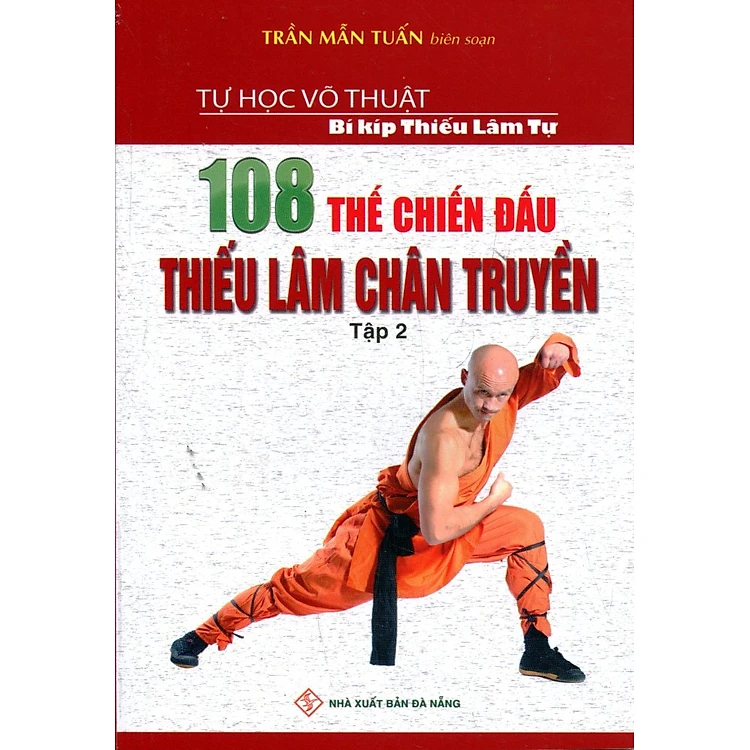 TRẦN MẪN TUẤN biên soạn
TỰ HỌC VÕ THUẬT
Bí kíp Thiếu Lâm Tự
108 THẾ CHIẾN ĐẤU
THIẾU LÂM CHÂN TRUYỀN
Tập 2
NHÀ XUẤT BẢN ĐÀ NẴNG